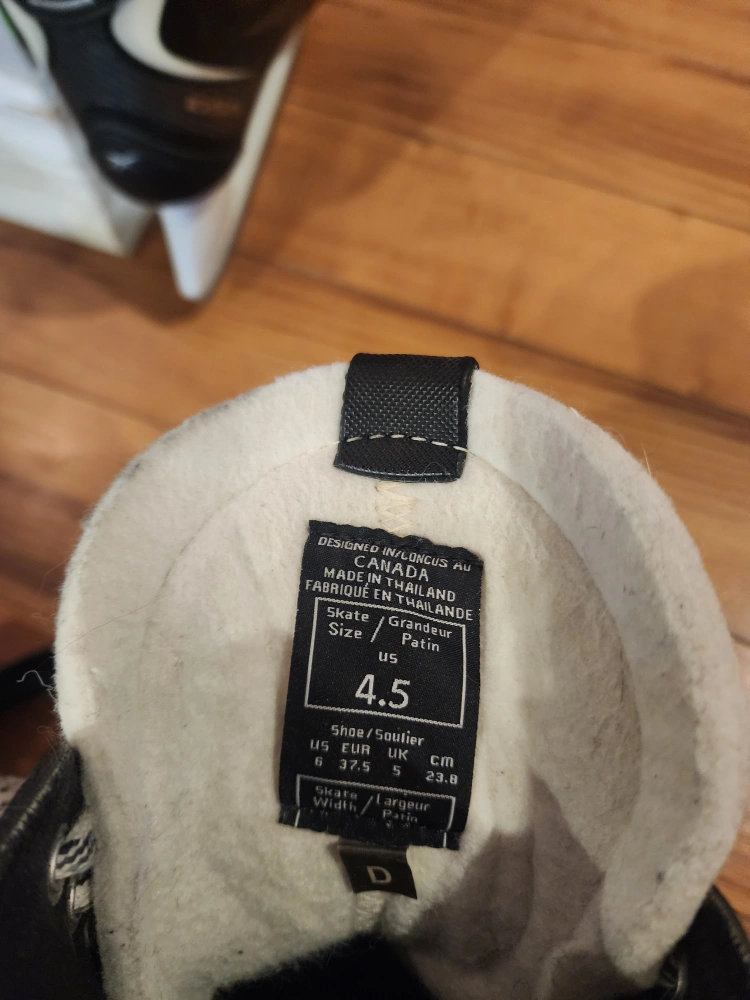 DESIGNED IN/CONCUS AU
CANADA
MADE IN THAILAND
FABRIQUÉ EN THAILANDE
Skate Size / Grandeur Patin
US
4.5
Shoe/Soulier
US EUR UK CM
6 37.5 5 23.8
Skate Width / Largeur Patin
D